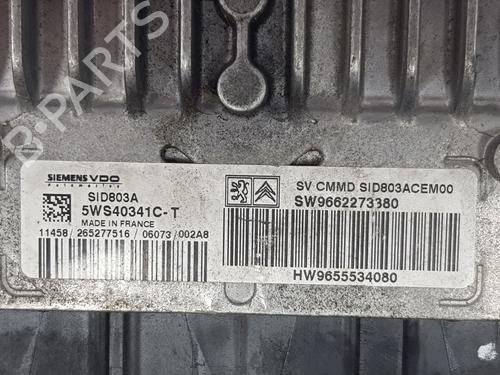 B-PARTS
SIEMENS VDO
Automotive
SID803A
5WS40341C-T
MADE IN FRANCE
11458/265277516/06073/002A8
SV CMMD SID803ACEM00
SW9662273380
HW9655534080